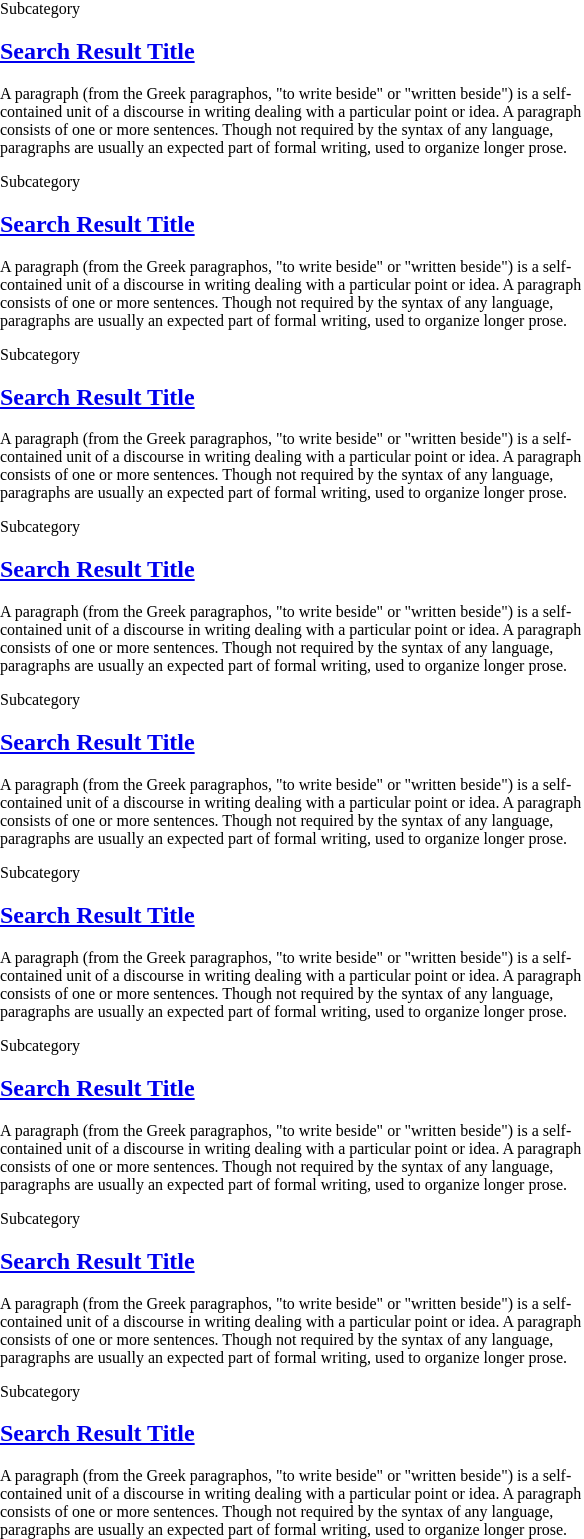 Subcategory
Search Result Title
A paragraph (from the Greek paragraphos, "to write beside" or "written beside") is a self-
contained unit of a discourse in writing dealing with a particular point or idea. A paragraph
consists of one or more sentences. Though not required by the syntax of any language,
paragraphs are usually an expected part of formal writing, used to organize longer prose.
Subcategory
Search Result Title
A paragraph (from the Greek paragraphos, "to write beside" or "written beside") is a self-
contained unit of a discourse in writing dealing with a particular point or idea. A paragraph
consists of one or more sentences. Though not required by the syntax of any language,
paragraphs are usually an expected part of formal writing, used to organize longer prose.
Subcategory
Search Result Title
A paragraph (from the Greek paragraphos, "to write beside" or "written beside") is a self-
contained unit of a discourse in writing dealing with a particular point or idea. A paragraph
consists of one or more sentences. Though not required by the syntax of any language,
paragraphs are usually an expected part of formal writing, used to organize longer prose.
Subcategory
Search Result Title
A paragraph (from the Greek paragraphos, "to write beside" or "written beside") is a self-
contained unit of a discourse in writing dealing with a particular point or idea. A paragraph
consists of one or more sentences. Though not required by the syntax of any language,
paragraphs are usually an expected part of formal writing, used to organize longer prose.
Subcategory
Search Result Title
A paragraph (from the Greek paragraphos, "to write beside" or "written beside") is a self-
contained unit of a discourse in writing dealing with a particular point or idea. A paragraph
consists of one or more sentences. Though not required by the syntax of any language,
paragraphs are usually an expected part of formal writing, used to organize longer prose.
Subcategory
Search Result Title
A paragraph (from the Greek paragraphos, "to write beside" or "written beside") is a self-
contained unit of a discourse in writing dealing with a particular point or idea. A paragraph
consists of one or more sentences. Though not required by the syntax of any language,
paragraphs are usually an expected part of formal writing, used to organize longer prose.
Subcategory
Search Result Title
A paragraph (from the Greek paragraphos, "to write beside" or "written beside") is a self-
contained unit of a discourse in writing dealing with a particular point or idea. A paragraph
consists of one or more sentences. Though not required by the syntax of any language,
paragraphs are usually an expected part of formal writing, used to organize longer prose.
Subcategory
Search Result Title
A paragraph (from the Greek paragraphos, "to write beside" or "written beside") is a self-
contained unit of a discourse in writing dealing with a particular point or idea. A paragraph
consists of one or more sentences. Though not required by the syntax of any language,
paragraphs are usually an expected part of formal writing, used to organize longer prose.
Subcategory
Search Result Title
A paragraph (from the Greek paragraphos, "to write beside" or "written beside") is a self-
contained unit of a discourse in writing dealing with a particular point or idea. A paragraph
consists of one or more sentences. Though not required by the syntax of any language,
paragraphs are usually an expected part of formal writing, used to organize longer prose.